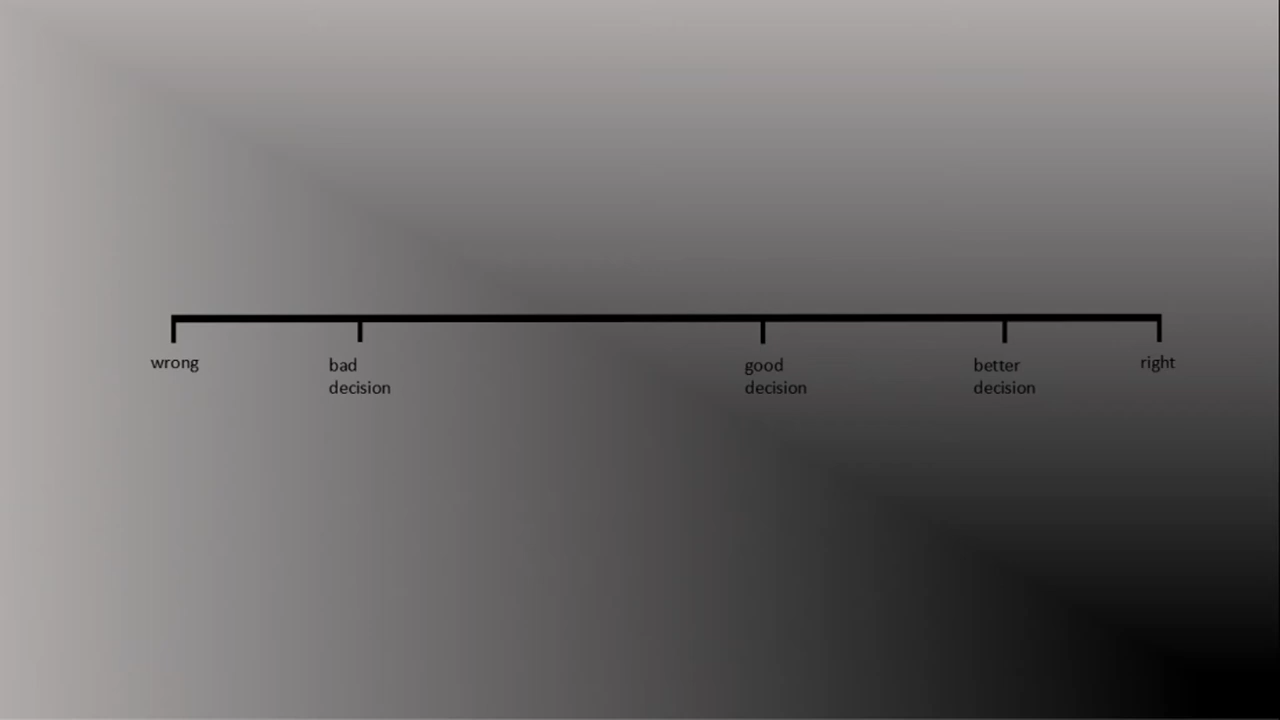 wrong
bad
decision
good
decision
better
decision
right